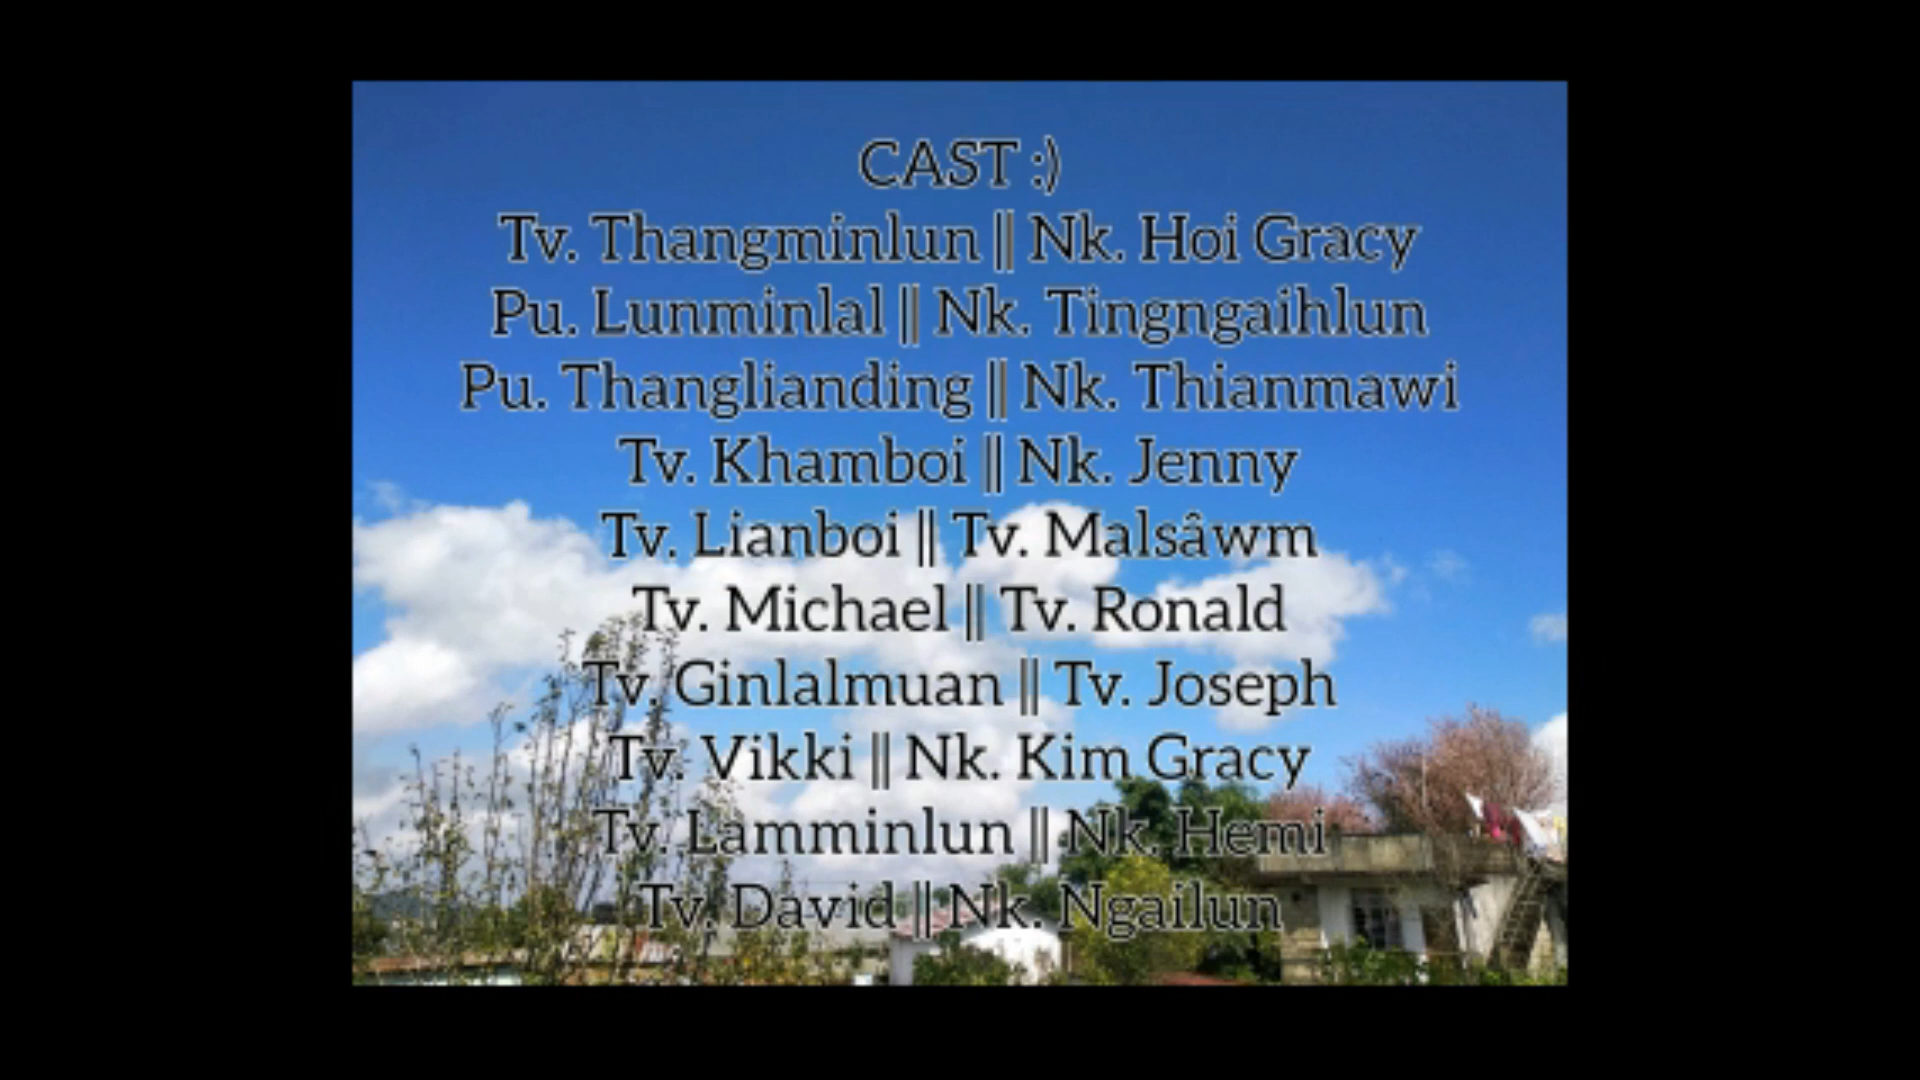 CAST :)
Tv. Thangminlun || Nk. Hoi Gracy
Pu. Lunminlal || Nk. Tingngaihlun
Pu. Thanglianding || Nk. Thianmawi
Tv. Khamboi || Nk. Jenny
Tv. Lianboi || Tv. Malsâwm
Tv. Michael || Tv. Ronald
Tv. Ginlalmuan || Tv. Joseph
Tv. Vikki || Nk. Kim Gracy
Tv. Lamminlun || Nk. Hemi
Tv. David || Nk. Ngailun